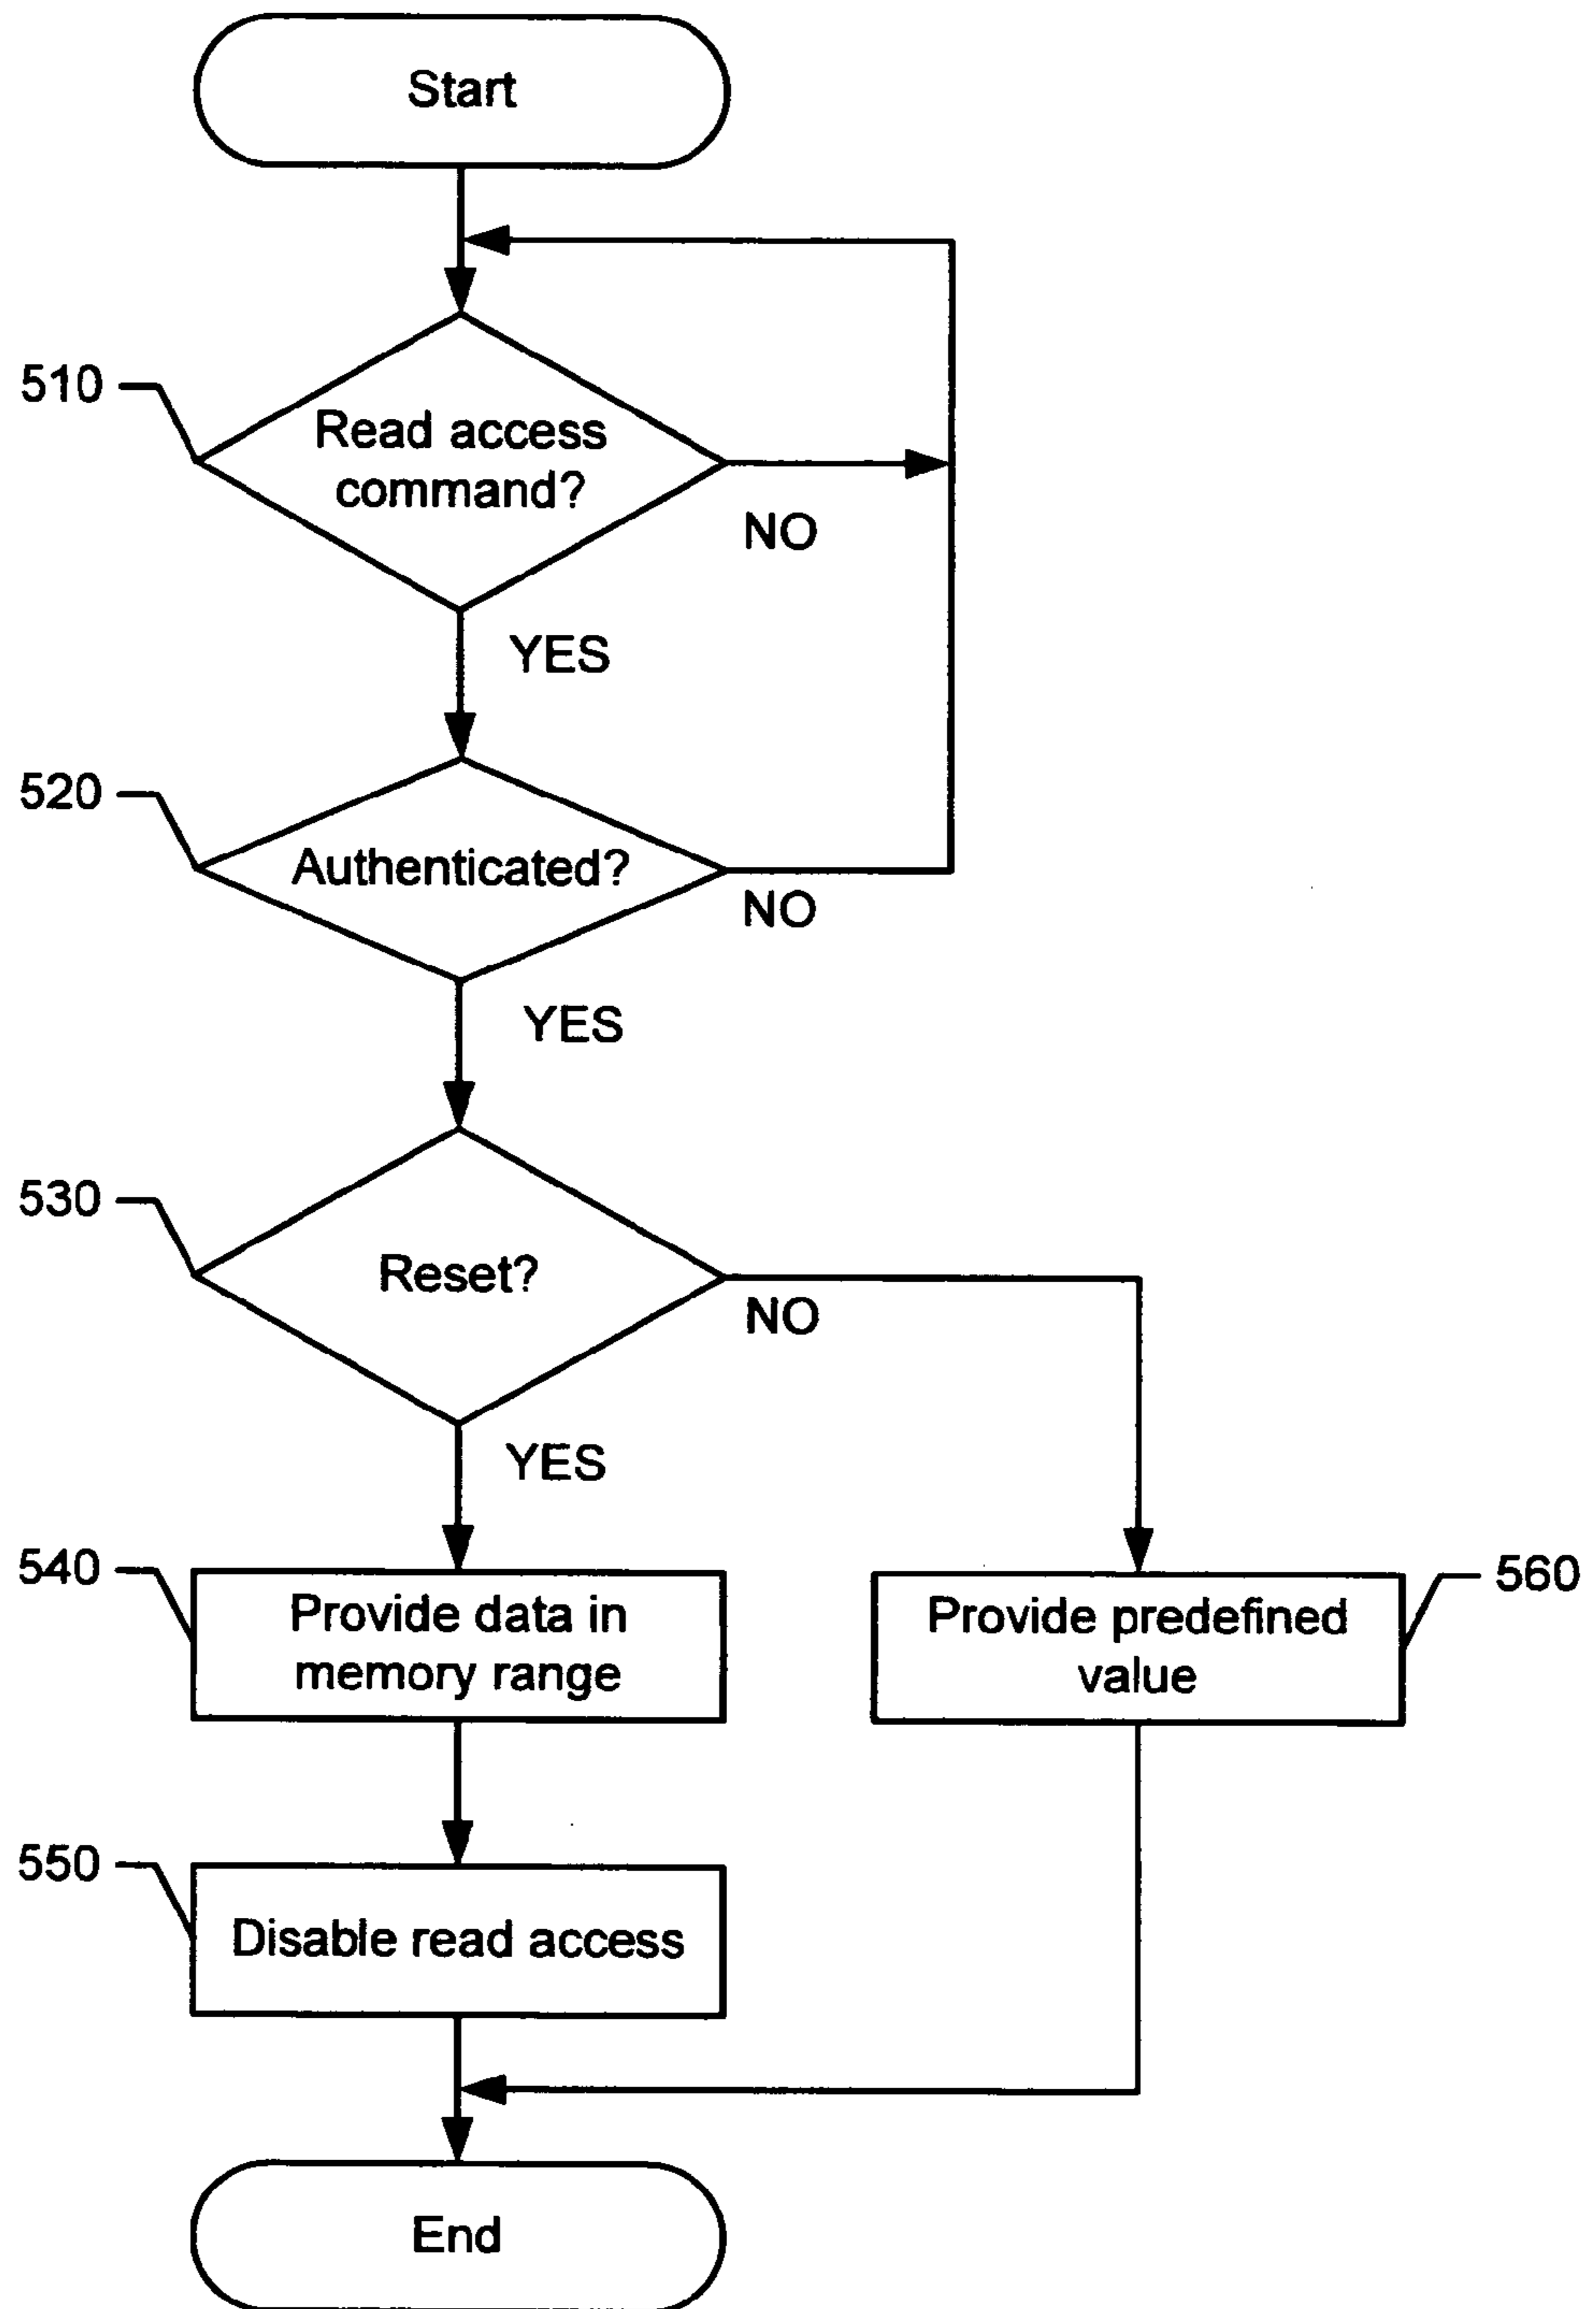 Start
510
Read access
command?
NO
YES
520
Authenticated?
NO
YES
530
Reset?
NO
YES
540
Provide data in
memory range
Provide predefined
value
560
550
Disable read access
End